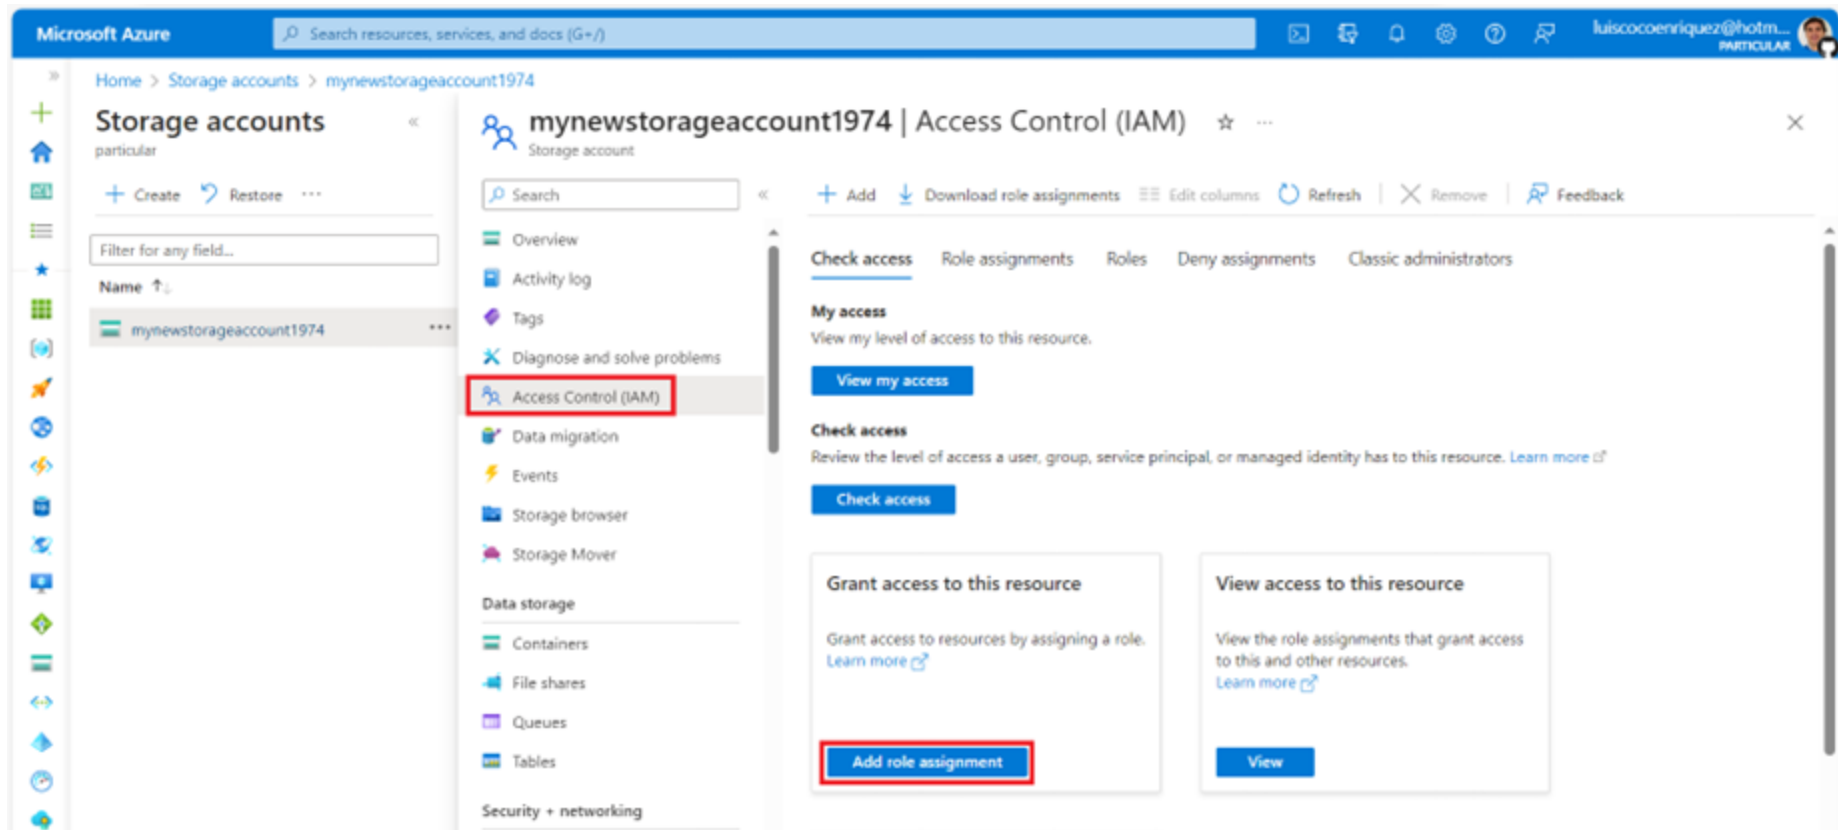 Microsoft Azure
Search resources, services, and docs (G+/)
luiscocoenriquez@hotm...
PARTICULAR
Home > Storage accounts > mynewstorageaccount1974
Storage accounts
particular
Create Restore ...
Filter for any field...
Name
mynewstorageaccount1974 ...
mynewstorageaccount1974 | Access Control (IAM) ...
Storage account
Search
Overview
Activity log
Tags
Diagnose and solve problems
Access Control (IAM)
Data migration
Events
Storage browser
Storage Mover
Data storage
Containers
File shares
Queues
Tables
Security + networking
Add Download role assignments Edit columns Refresh Remove Feedback
Check access Role assignments Roles Deny assignments Classic administrators
My access
View my level of access to this resource.
View my access
Check access
Review the level of access a user, group, service principal, or managed identity has to this resource. Learn more
Check access
Grant access to this resource
Grant access to resources by assigning a role.
Learn more
Add role assignment
View access to this resource
View the role assignments that grant access
to this and other resources.
Learn more
View